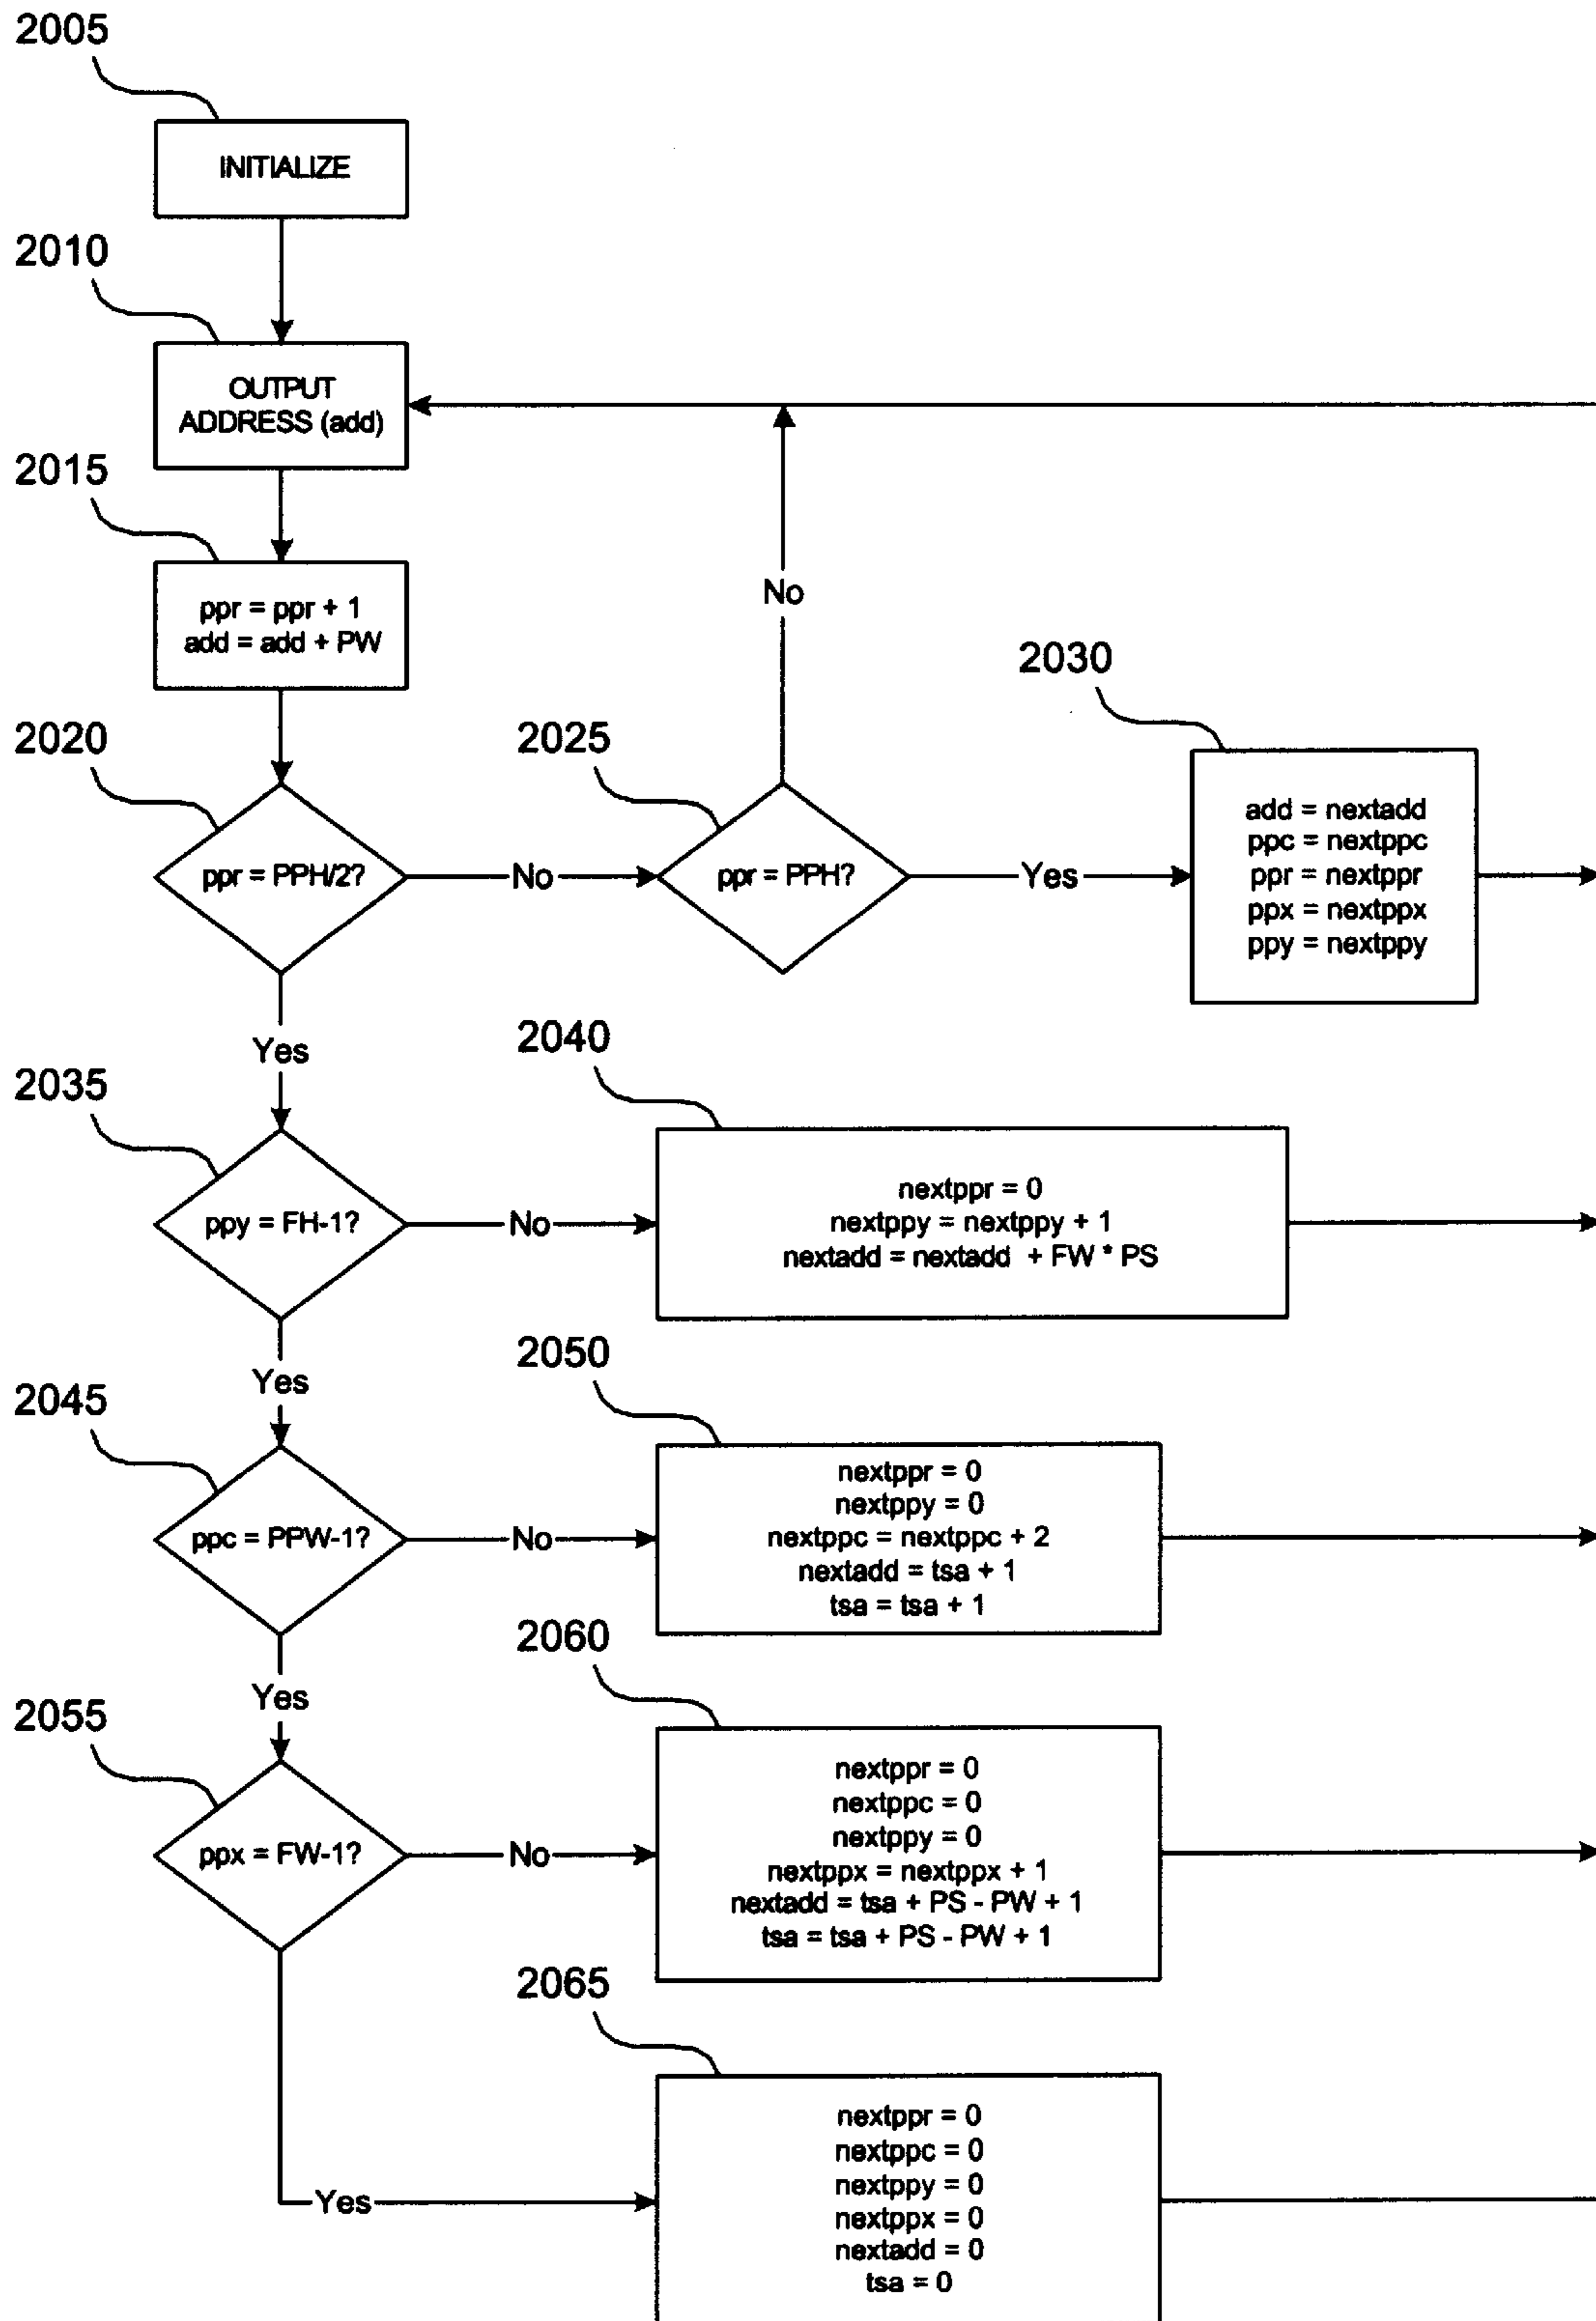 2005
INITIALIZE
2010
OUTPUT
ADDRESS (add)
2015
ppr = ppr + 1
add = add + PW
No
2030
2020
ppr = PPH/2?
No
2025
ppr = PPH?
Yes
add = nextadd
ppc = nextppc
ppr = nextppr
ppx = nextppx
ppy = nextppy
Yes
2035
ppy = FH-1?
No
2040
nextppr = 0
nextppy = nextppy + 1
nextadd = nextadd + FW * PS
Yes
2045
ppc = PPW-1?
No
2050
nextppr = 0
nextppy = 0
nextppc = nextppc + 2
nextadd = tsa + 1
tsa = tsa + 1
Yes
2055
ppx = FW-1?
No
2060
nextppr = 0
nextppc = 0
nextppy = 0
nextppx = nextppx + 1
nextadd = tsa + PS - PW + 1
tsa = tsa + PS - PW + 1
Yes
2065
nextppr = 0
nextppc = 0
nextppy = 0
nextppx = 0
nextadd = 0
tsa = 0